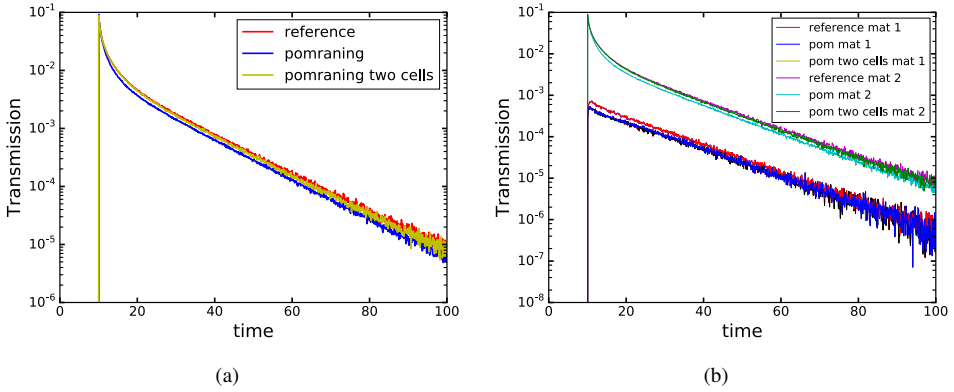 10^-1
10^-2
10^-3
10^-4
10^-5
10^-6
Transmission
0 20 40 60 80 100
time
reference
pomraning
pomraning two cells
(a)
10^-1
10^-2
10^-3
10^-4
10^-5
10^-6
10^-7
10^-8
Transmission
0 20 40 60 80 100
time
reference mat 1
pom mat 1
pom two cells mat 1
reference mat 2
pom mat 2
pom two cells mat 2
(b)